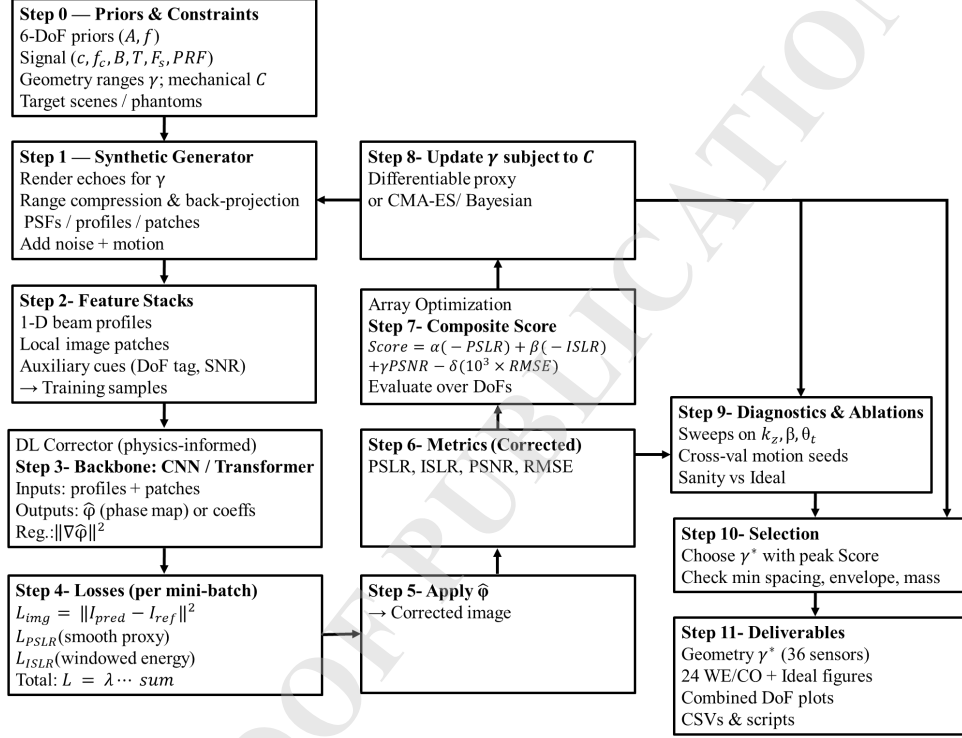 Step 0 — Priors & Constraints
6-DoF priors (A, f)
Signal (c, f_c, B, T, F_s, PRF)
Geometry ranges γ; mechanical C
Target scenes / phantoms
Step 1 — Synthetic Generator
Render echoes for γ
Range compression & back-projection
PSFs / profiles / patches
Add noise + motion
Step 2- Feature Stacks
1-D beam profiles
Local image patches
Auxiliary cues (DoF tag, SNR)
→ Training samples
DL Corrector (physics-informed)
Step 3- Backbone: CNN / Transformer
Inputs: profiles + patches
Outputs: φ̂ (phase map) or coeffs
Reg.:‖∇φ̂‖²
Step 4- Losses (per mini-batch)
L_img = ‖I_pred − I_ref‖²
L_PSLR(smooth proxy)
L_ISLR(windowed energy)
Total: L = λ⋯ sum
Step 5- Apply φ̂
→ Corrected image
Step 6- Metrics (Corrected)
PSLR, ISLR, PSNR, RMSE
Array Optimization
Step 7- Composite Score
Score = α(−PSLR) + β(−ISLR)
+γPSNR − δ(10³ × RMSE)
Evaluate over DoFs
Step 8- Update γ subject to C
Differentiable proxy
or CMA-ES/ Bayesian
Step 9- Diagnostics & Ablations
Sweeps on k_z, β, θ_t
Cross-val motion seeds
Sanity vs Ideal
Step 10- Selection
Choose γ* with peak Score
Check min spacing, envelope, mass
Step 11- Deliverables
Geometry γ* (36 sensors)
24 WE/CO + Ideal figures
Combined DoF plots
CSVs & scripts
OF PUBLICATION